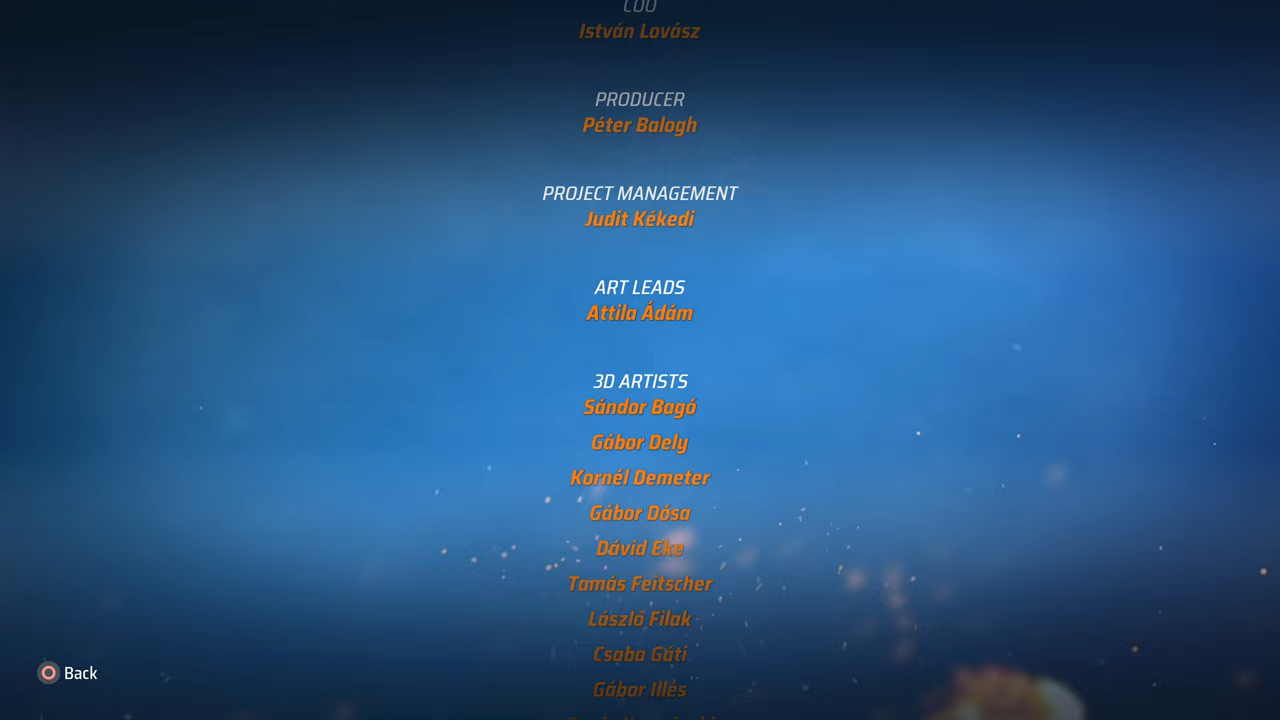 COO
István Lovász
PRODUCER
Péter Balogh
PROJECT MANAGEMENT
Judit Kékedi
ART LEADS
Attila Ádám
3D ARTISTS
Sándor Bagó
Gábor Dely
Kornél Demeter
Gábor Dósa
Dávid Eke
Tamás Feitscher
László Filak
Csaba Gáti
Gábor Illés
Back